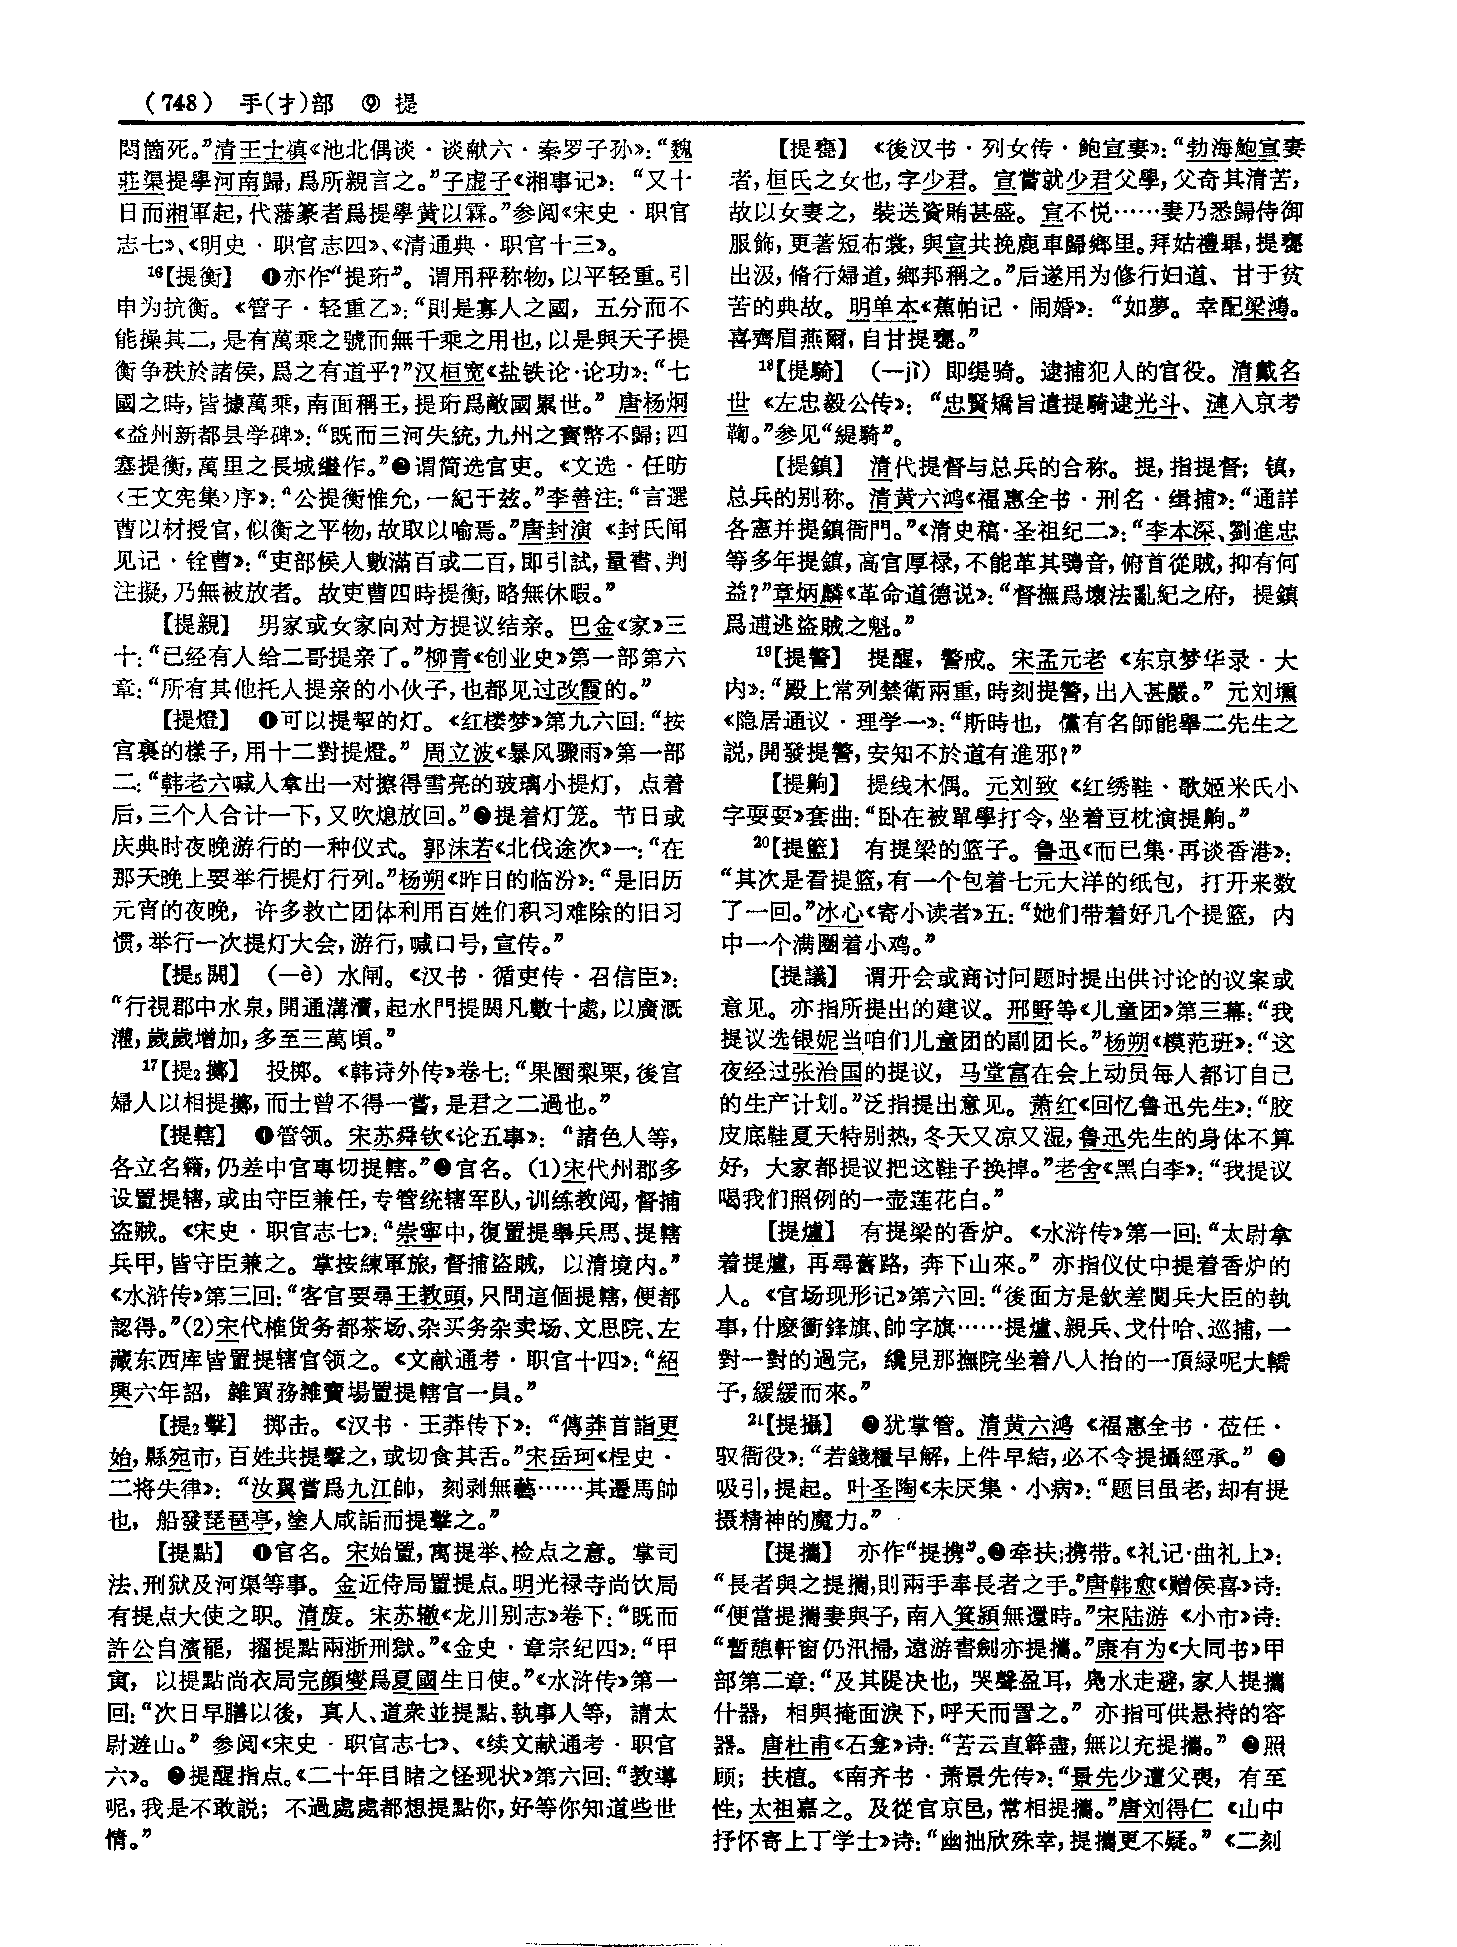 （748） 手(扌)部 ⑨ 提
悶箇死。”清王士禛《池北偶谈·谈献六·秦罗子孙》：“魏
莊渠提學河南歸，爲所親言之。”子虚子《湘事记》：“又十
日而湘軍起，代藩篆者爲提學黄以霖。”参阅《宋史·职官
志七》、《明史·职官志四》、《清通典·职官十三》。
16【提衡】 ❶亦作“提珩”。谓用秤称物，以平轻重。引
申为抗衡。《管子·轻重乙》：“則是寡人之國，五分而不
能操其二，是有萬乘之號而無千乘之用也，以是與天子提
衡争秩於諸侯，爲之有道乎？”汉桓宽《盐铁论·论功》：“七
國之時，皆據萬乘，南面稱王，提珩爲敵國累世。”唐杨炯
《益州新都县学碑》：“既而三河失統，九州之寳幣不歸；四
塞提衡，萬里之長城繼作。”❷谓简选官吏。《文选·任昉
〈王文宪集〉序》：“公提衡惟允，一紀于兹。”李善注：“言選
曹以材授官，似衡之平物，故取以喻焉。”唐封演《封氏闻
见记·铨曹》：“吏部候人數滿百或二百，即引試，量書、判
注擬，乃無被放者。故吏曹四時提衡，略無休暇。”
【提親】 男家或女家向对方提议结亲。巴金《家》三
十：“已经有人给二哥提亲了。”柳青《创业史》第一部第六
章：“所有其他托人提亲的小伙子，也都见过改霞的。”
【提燈】 ❶可以提挈的灯。《红楼梦》第九六回：“按
宫裏的樣子，用十二對提燈。”周立波《暴风骤雨》第一部
二：“韩老六喊人拿出一对擦得雪亮的玻璃小提灯，点着
后，三个人合计一下，又吹熄放回。”❷提着灯笼。节日或
庆典时夜晚游行的一种仪式。郭沫若《北伐途次》一：“在
那天晚上要举行提灯行列。”杨朔《昨日的临汾》：“是旧历
元宵的夜晚，许多救亡团体利用百姓们积习难除的旧习
惯，举行一次提灯大会，游行，喊口号，宣传。”
【提5閼】 （—è）水闸。《汉书·循吏传·召信臣》：
“行視郡中水泉，開通溝瀆，起水門提閼凡數十處，以廣溉
灌，歲歲增加，多至三萬頃。”
17【提2擲】 投掷。《韩诗外传》卷七：“果園梨栗，後宫
婦人以相提擲，而士曾不得一嘗，是君之二過也。”
【提轄】 ❶管领。宋苏舜钦《论五事》：“諸色人等，
各立名籍，仍差中官專切提轄。”❷官名。（1）宋代州郡多
设置提辖，或由守臣兼任，专管统辖军队，训练教阅，督捕
盗贼。《宋史·职官志七》：“崇寧中，復置提舉兵馬、提轄
兵甲，皆守臣兼之。掌按練軍旅，督捕盜賊，以清境内。”
《水浒传》第三回：“客官要尋王教頭，只問這個提轄，便都
認得。”（2）宋代榷货务都茶场、杂买务杂卖场、文思院、左
藏东西库皆置提辖官领之。《文献通考·职官十四》：“紹
興六年詔，雜買務雜賣場置提轄官一員。”
【提2擊】 掷击。《汉书·王莽传下》：“傳莽首詣更
始，縣宛市，百姓共提擊之，或切食其舌。”宋岳珂《桯史·
二将失律》：“汝翼嘗爲九江帥，刻剥無藝……其遷馬帥
也，船發琵琶亭，塗人咸詬而提擊之。”
【提點】 ❶官名。宋始置，寓提举、检点之意。掌司
法、刑狱及河渠等事。金近侍局置提点。明光禄寺尚饮局
有提点大使之职。清废。宋苏辙《龙川别志》卷下：“既而
許公自濱罷，擢提點兩浙刑獄。”《金史·章宗纪四》：“甲
寅，以提點尚衣局完顔燮爲夏國生日使。”《水浒传》第一
回：“次日早膳以後，真人、道衆並提點、執事人等，請太
尉遊山。”参阅《宋史·职官志七》、《续文献通考·职官
六》。❷提醒指点。《二十年目睹之怪现状》第六回：“教導
呢，我是不敢説；不過處處都想提點你，好等你知道些世
情。”
【提甕】 《後汉书·列女传·鲍宣妻》：“勃海鮑宣妻
者，桓氏之女也，字少君。宣嘗就少君父學，父奇其清苦，
故以女妻之，裝送資賄甚盛。宣不悦……妻乃悉歸侍御
服飾，更著短布裳，與宣共挽鹿車歸鄉里。拜姑禮畢，提甕
出汲，脩行婦道，鄉邦稱之。”后遂用为修行妇道、甘于贫
苦的典故。明单本《蕉帕记·闹婚》：“如夢。幸配梁鴻。
喜齊眉燕爾，自甘提甕。”
18【提騎】 （—jì）即缇骑。逮捕犯人的官役。清戴名
世《左忠毅公传》：“忠賢矯旨遣提騎逮光斗、漣入京考
鞫。”参见“緹騎”。
【提鎮】 清代提督与总兵的合称。提，指提督；镇，
总兵的别称。清黄六鸿《福惠全书·刑名·缉捕》：“通詳
各憲并提鎮衙門。”《清史稿·圣祖纪二》：“李本深、劉進忠
等多年提鎮，高官厚禄，不能革其鴞音，俯首從賊，抑有何
益？”章炳麟《革命道德说》：“督撫爲壞法亂紀之府，提鎮
爲逋逃盜賊之魁。”
19【提警】 提醒，警戒。宋孟元老《东京梦华录·大
内》：“殿上常列禁衛兩重，時刻提警，出入甚嚴。”元刘壎
《隐居通议·理学一》：“斯時也，儻有名師能舉二先生之
説，開發提警，安知不於道有進邪？”
【提齁】 提线木偶。元刘致《红绣鞋·歌姬米氏小
字耍耍》套曲：“卧在被單學打令，坐着豆枕演提齁。”
20【提籃】 有提梁的篮子。鲁迅《而已集·再谈香港》：
“其次是看提篮，有一个包着七元大洋的纸包，打开来数
了一回。”冰心《寄小读者》五：“她们带着好几个提篮，内
中一个满圈着小鸡。”
【提議】 谓开会或商讨问题时提出供讨论的议案或
意见。亦指所提出的建议。邢野等《儿童团》第三幕：“我
提议选银妮当咱们儿童团的副团长。”杨朔《模范班》：“这
夜经过张治国的提议，马堂富在会上动员每人都订自己
的生产计划。”泛指提出意见。萧红《回忆鲁迅先生》：“胶
皮底鞋夏天特别热，冬天又凉又湿，鲁迅先生的身体不算
好，大家都提议把这鞋子换掉。”老舍《黑白李》：“我提议
喝我们照例的一壶莲花白。”
【提爐】 有提梁的香炉。《水浒传》第一回：“太尉拿
着提爐，再尋舊路，奔下山來。”亦指仪仗中提着香炉的
人。《官场现形记》第六回：“後面方是欽差閲兵大臣的執
事，什麽衝鋒旗、帥字旗……提爐、親兵、戈什哈、巡捕，一
對一對的過完，纔見那撫院坐着八人抬的一頂緑呢大轎
子，緩緩而來。”
21【提攝】 ❶犹掌管。清黄六鸿《福惠全书·莅任·
驭衙役》：“若錢糧早解，上件早結，必不令提攝經承。”❷
吸引，提起。叶圣陶《未厌集·小病》：“题目虽老，却有提
摄精神的魔力。”
【提攜】 亦作“提携”。❶牵扶；携带。《礼记·曲礼上》：
“長者與之提攜，則兩手奉長者之手。”唐韩愈《赠侯喜》诗：
“便當提攜妻與子，南入箕潁無還時。”宋陆游《小市》诗：
“暫憩軒窗仍汛掃，遠游書劍亦提攜。”康有为《大同书》甲
部第二章：“及其隄决也，哭聲盈耳，凫水走避，家人提攜
什器，相與掩面淚下，呼天而詈之。”亦指可供悬持的容
器。唐杜甫《石龛》诗：“苦云直簳盡，無以充提攜。”❷照
顾；扶植。《南齐书·萧景先传》：“景先少遭父喪，有至
性，太祖嘉之。及從官京邑，常相提攜。”唐刘得仁《山中
抒怀寄上丁学士》诗：“幽拙欣殊幸，提攜更不疑。”《二刻